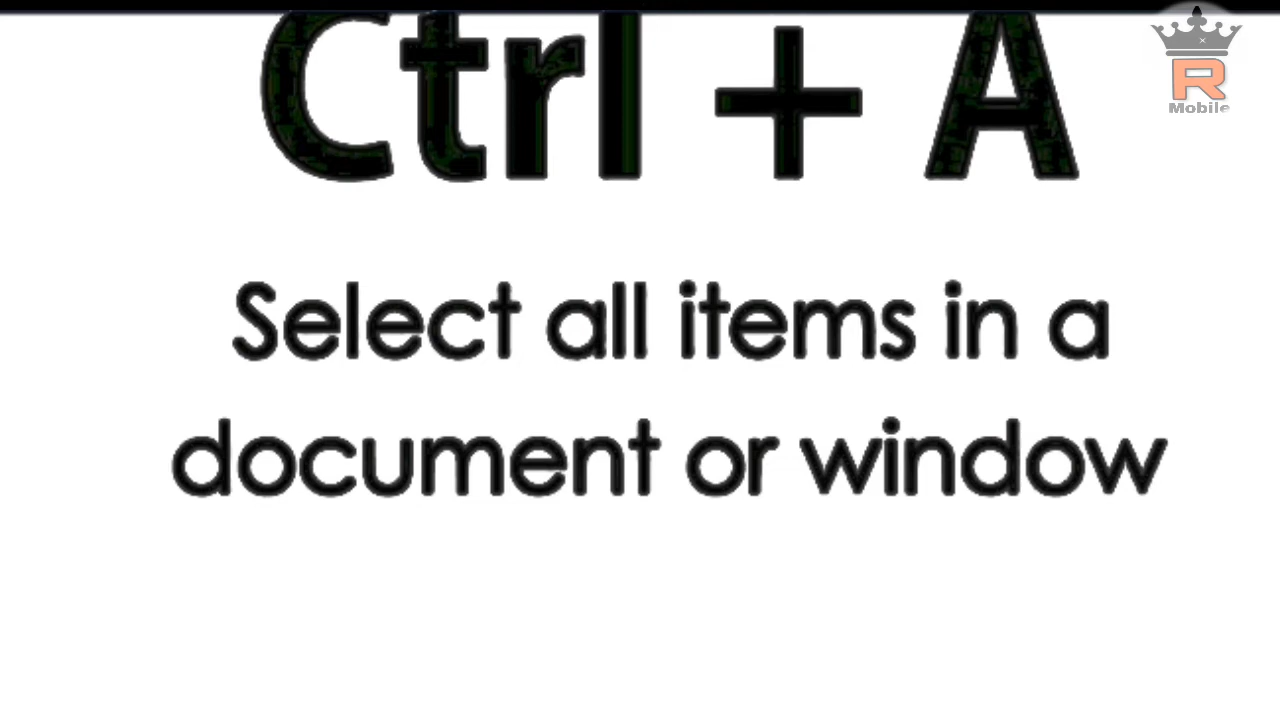 Ctrl + A
R
Mobile
Select all items in a
document or window